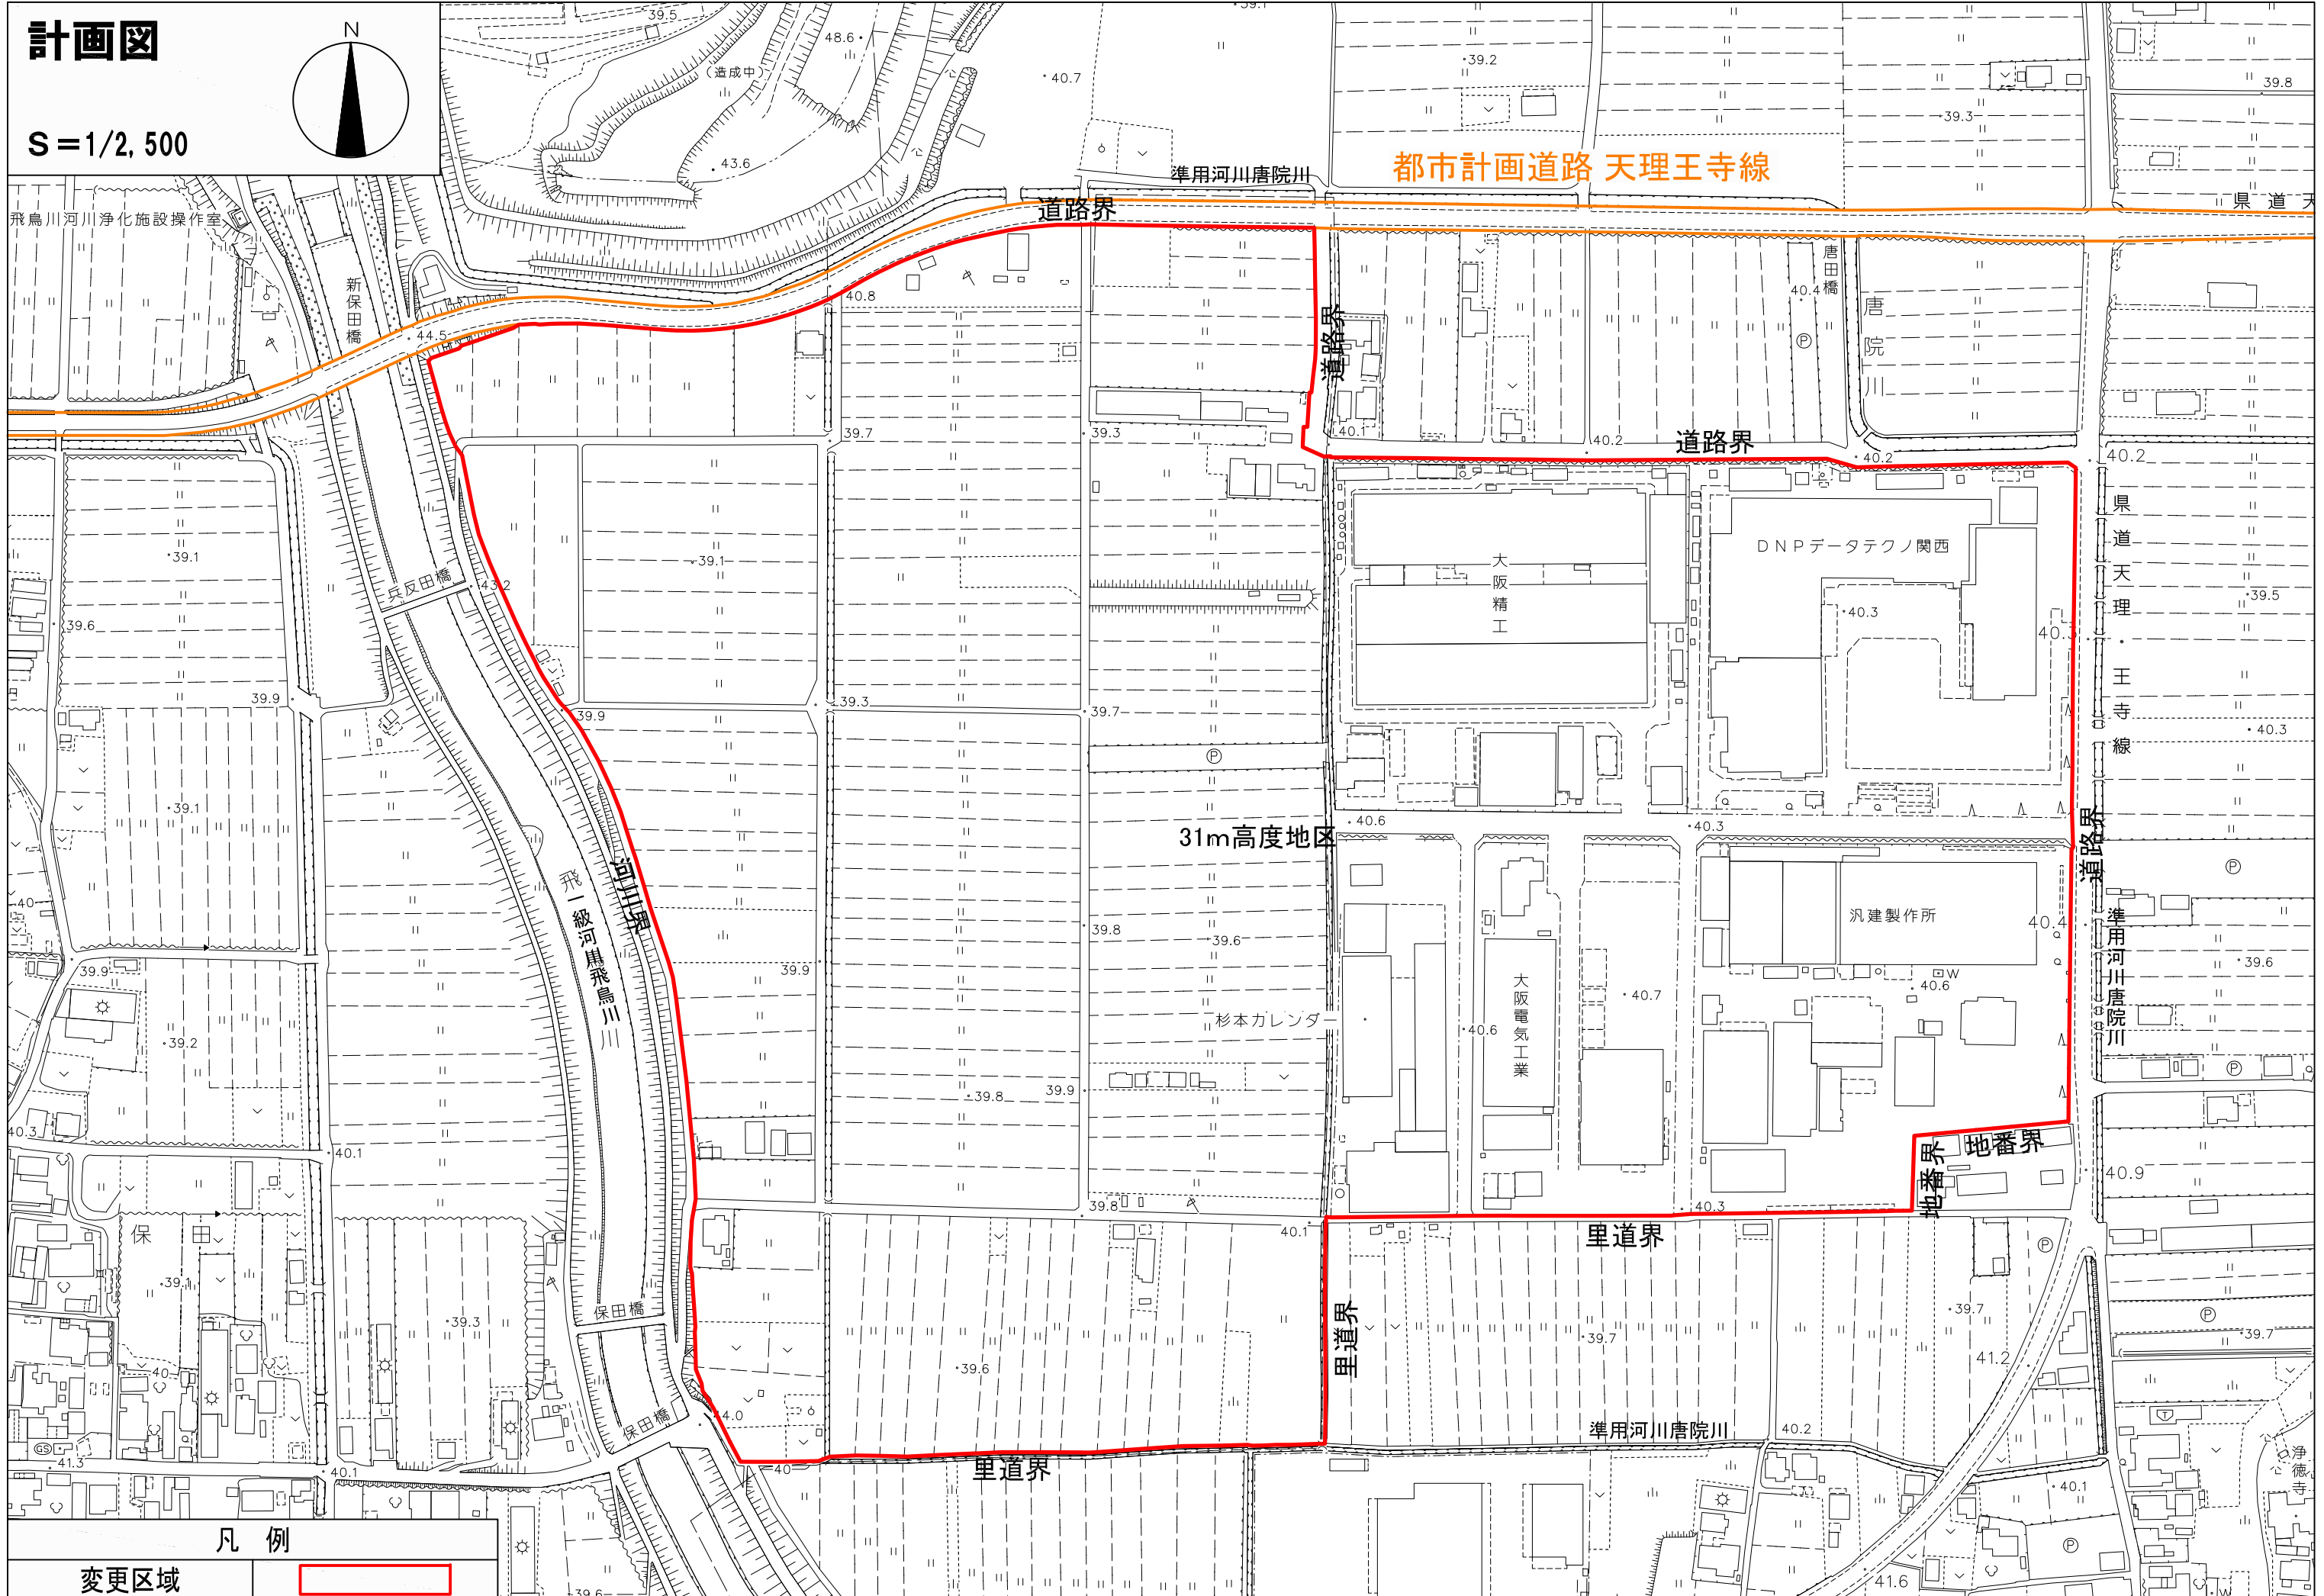 計画図
N
S=1/2,500
39.5
48.6
(造成中)
43.6
39.1
40.7
39.2
39.3
39.8
準用河川唐院川
都市計画道路 天理王寺線
道路界
県道天
飛鳥川河川浄化施設操作室
新保田橋
44.5
40.8
道路界
唐田橋
40.4
P
唐院川
39.7
39.3
40.1
40.2
道路界
40.2
40.2
39.1
39.6
39.9
兵反田橋
43.2
39.1
大阪精工
DNPデータテクノ関西
40.3
40.3
県道天理・王寺線
39.5
40.3
39.9
39.3
39.7
P
39.1
31m高度地区
40.6
40.3
道路界
P
河川界
飛
一級河川飛鳥川
川
40
39.9
39.8
39.6
39.9
汎建製作所
40.4
W
40.6
準用河川唐院川
39.6
39.2
杉本カレンダー
40.6
大阪電気工業
40.7
39.8
39.9
P
40.3
40.1
地番界
地番界
40.9
39.8
40.1
40.3
里道界
保田
39.1
39.3
保田橋
里道界
39.7
39.7
P
P
39.7
41.2
40
39.6
保田橋
44.0
準用河川唐院川
40.2
T
GS
41.3
40.1
40
里道界
浄徳寺
40.1
P
凡例
変更区域
39.6
41.6
W